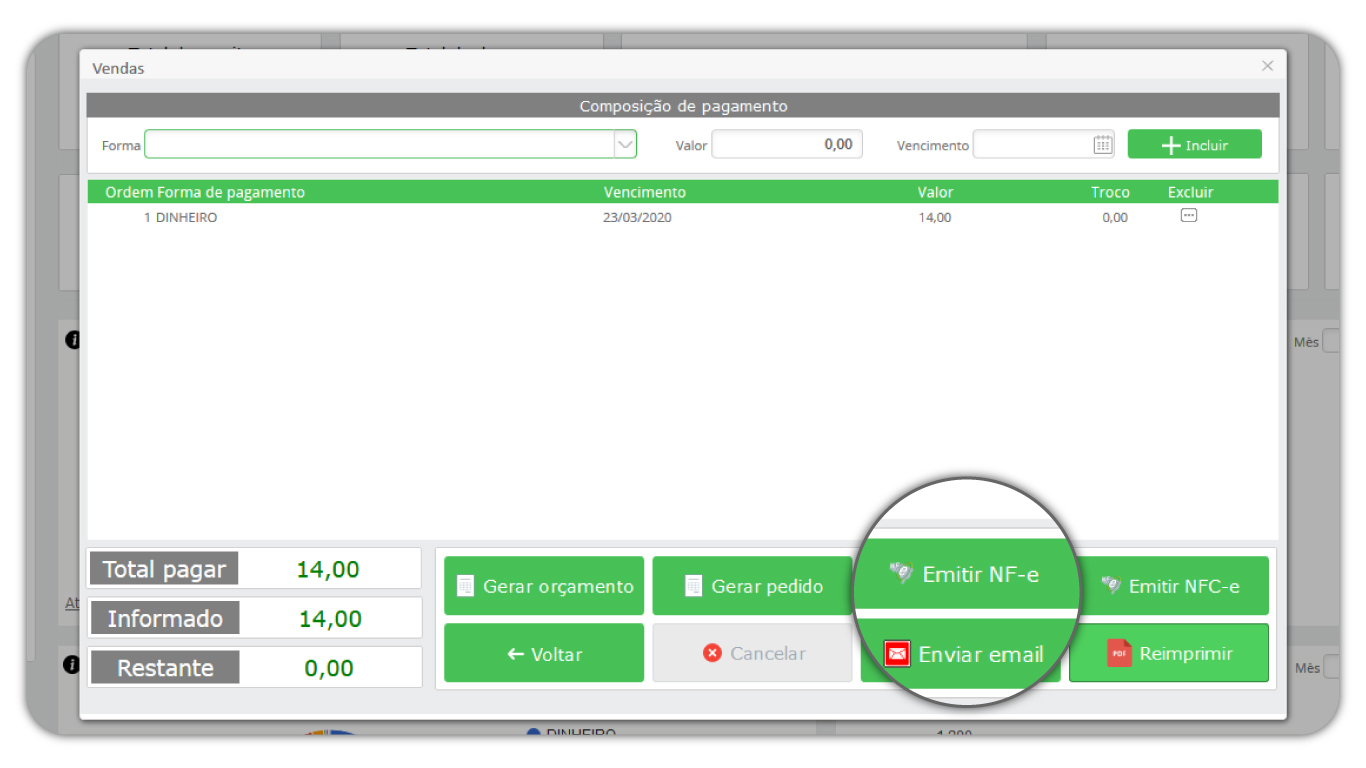 Vendas
Composição de pagamento
Forma Valor 0,00 Vencimento Incluir
Ordem Forma de pagamento Vencimento Valor Troco Excluir
1 DINHEIRO 23/03/2020 14,00 0,00
Mês
Total pagar 14,00
Gerar orçamento Gerar pedido Emitir NF-e Emitir NFC-e
At
Informado 14,00
Voltar Cancelar Enviar email PDF Reimprimir
Restante 0,00
Mês
DINHEIRO